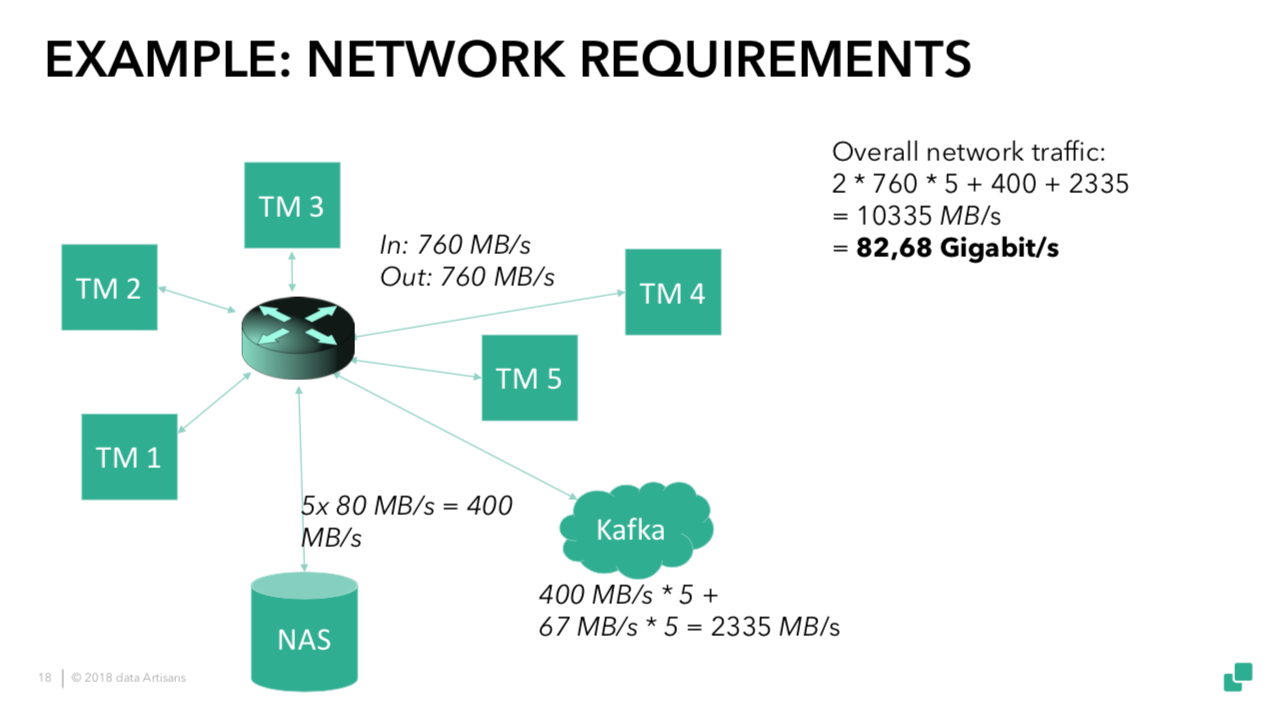 EXAMPLE: NETWORK REQUIREMENTS
Overall network traffic:
2 * 760 * 5 + 400 + 2335
= 10335 MB/s
= 82,68 Gigabit/s
TM 3
In: 760 MB/s
Out: 760 MB/s
TM 2
TM 4
TM 5
TM 1
5x 80 MB/s = 400
MB/s
Kafka
400 MB/s * 5 +
67 MB/s * 5 = 2335 MB/s
NAS
18 © 2018 data Artisans